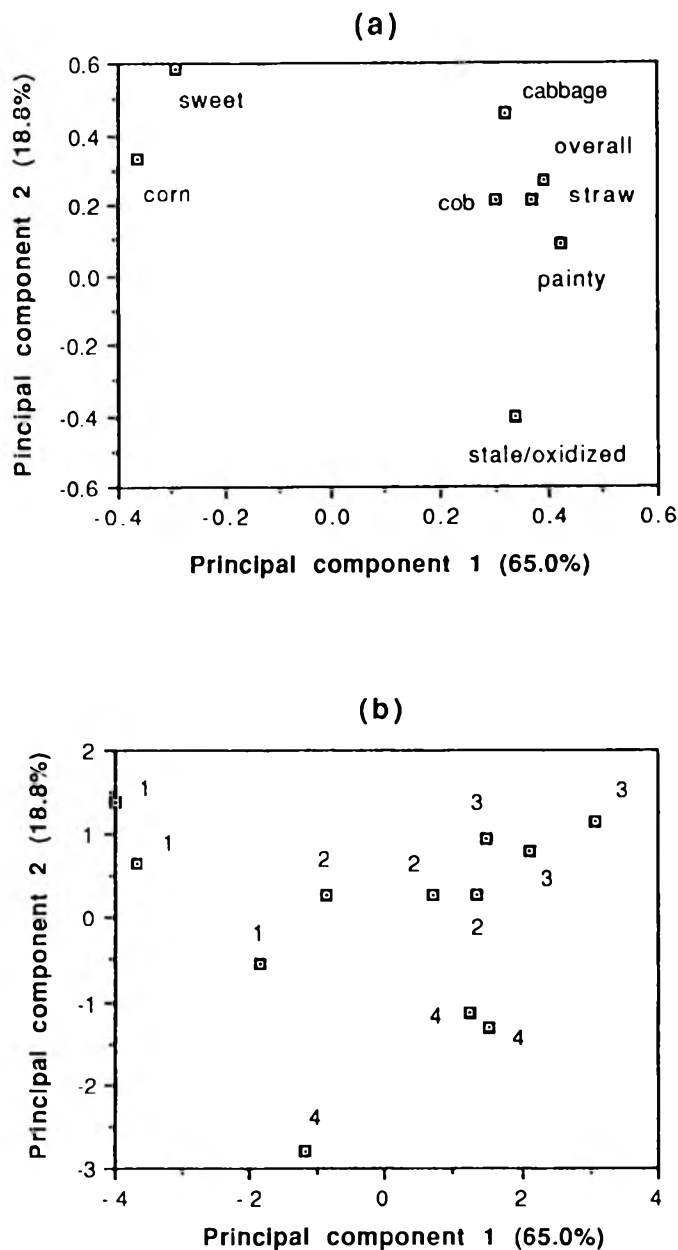 (a)
Pincipal component 2 (18.8%)
0.6
0.4
0.2
0.0
-0.2
-0.4
-0.6
sweet
corn
cabbage
overall
cob
straw
painty
stale/oxidized
-0.4
-0.2
0.0
0.2
0.4
0.6
Principal component 1 (65.0%)
(b)
Principal component 2 (18.8%)
2
1
0
-1
-2
-3
1
1
1
2
2
2
3
3
3
4
4
4
-4
-2
0
2
4
Principal component 1 (65.0%)